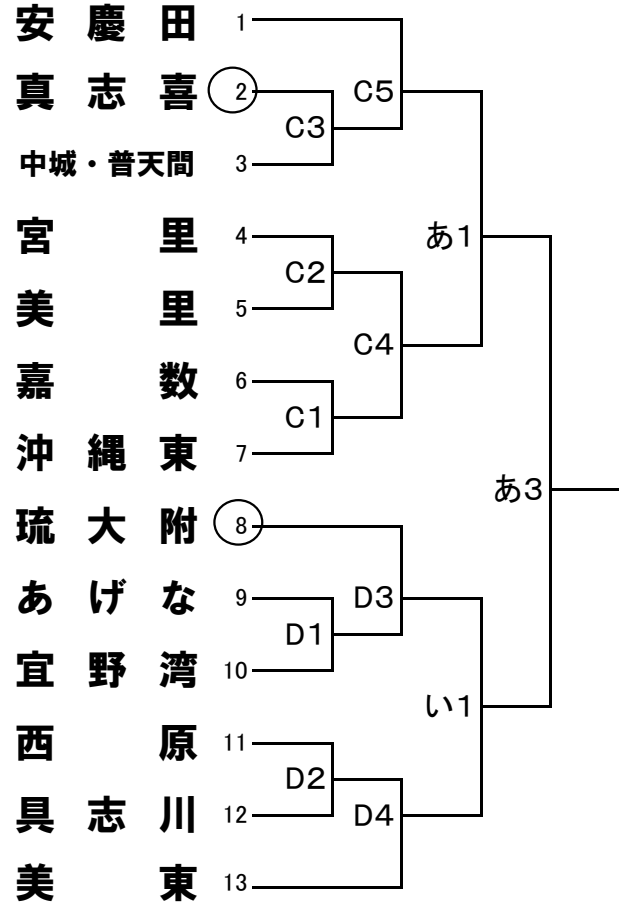 安慶田 1
真志喜 2 C5
C3
中城・普天間 3
宮里 4 あ1
C2
美里 5
C4
嘉数 6
C1
沖縄東 7
あ3
琉大附 8
あげな 9 D3
D1
宜野湾 10
い1
西原 11
D2
具志川 12 D4
美東 13